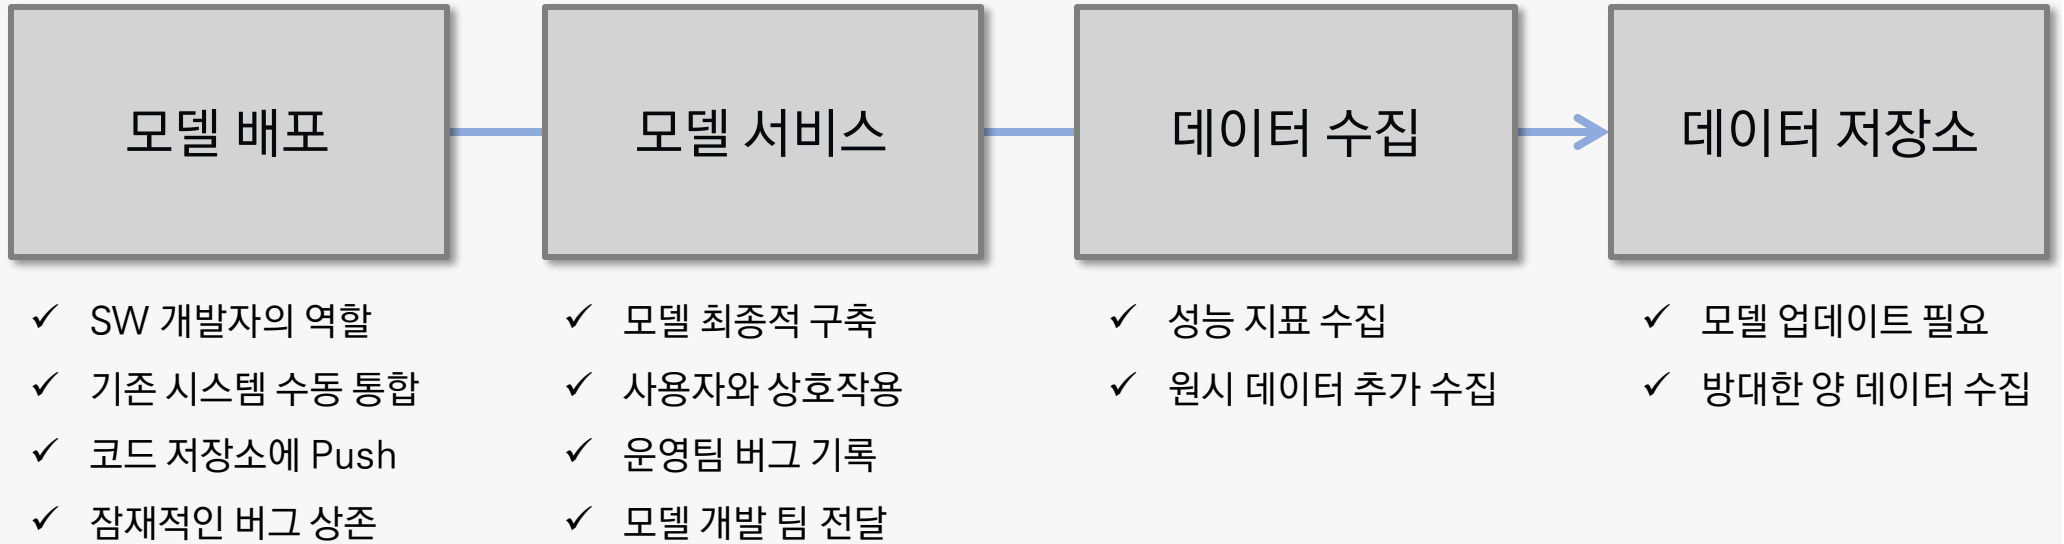 모델 배포
모델 서비스
데이터 수집
데이터 저장소
✓ SW 개발자의 역할
✓ 기존 시스템 수동 통합
✓ 코드 저장소에 Push
✓ 잠재적인 버그 상존
✓ 모델 최종적 구축
✓ 사용자와 상호작용
✓ 운영팀 버그 기록
✓ 모델 개발 팀 전달
✓ 성능 지표 수집
✓ 원시 데이터 추가 수집
✓ 모델 업데이트 필요
✓ 방대한 양 데이터 수집